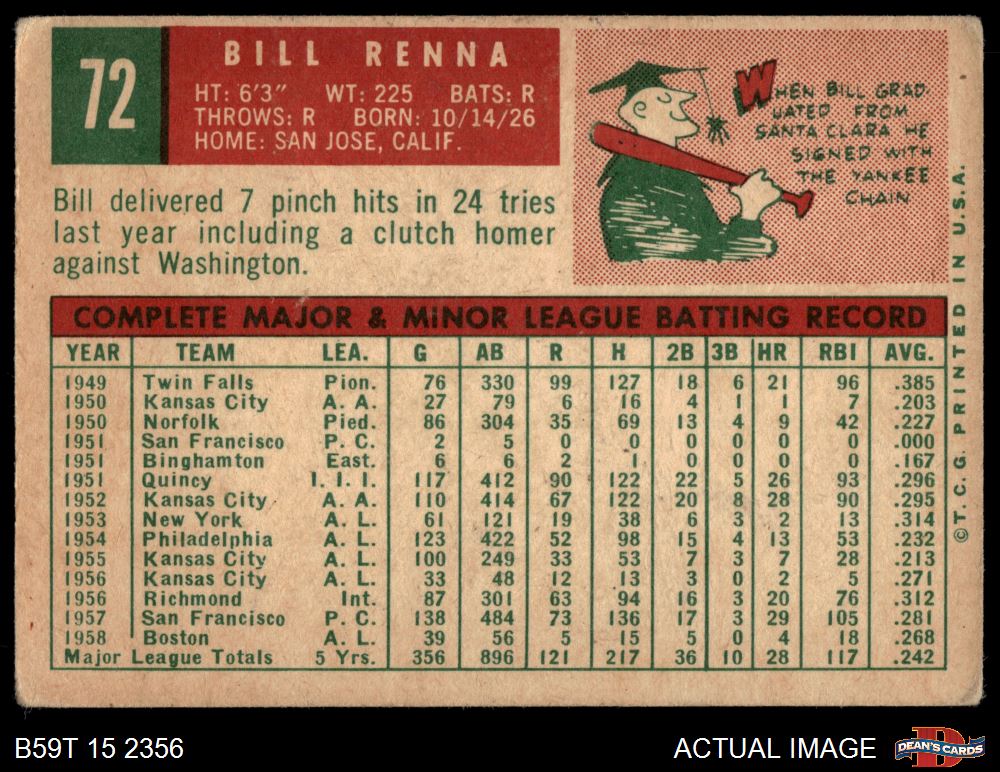 72
BILL RENNA
HT: 6'3" WT: 225 BATS: R
THROWS: R BORN: 10/14/26
HOME: SAN JOSE, CALIF.
WHEN BILL GRAD-
UATED FROM
SANTA CLARA HE
SIGNED WITH
THE YANKEE
CHAIN
Bill delivered 7 pinch hits in 24 tries
last year including a clutch homer
against Washington.
COMPLETE MAJOR & MINOR LEAGUE BATTING RECORD
YEAR TEAM LEA. G AB R H 2B 3B HR RBI AVG.
1949 Twin Falls Pion. 76 330 99 127 18 6 21 96 .385
1950 Kansas City A. A. 27 79 6 16 4 1 1 7 .203
1950 Norfolk Pied. 86 304 35 69 13 4 9 42 .227
1951 San Francisco P. C. 2 5 0 0 0 0 0 0 .000
1951 Binghamton East. 6 6 2 1 0 0 0 0 .167
1951 Quincy I. I. I. 117 412 90 122 22 5 26 93 .296
1952 Kansas City A. A. 110 414 67 122 20 8 28 90 .295
1953 New York A. L. 61 121 19 38 6 3 2 13 .314
1954 Philadelphia A. L. 123 422 52 98 15 4 13 53 .232
1955 Kansas City A. L. 100 249 33 53 7 3 7 28 .213
1956 Kansas City A. L. 33 48 12 13 3 0 2 5 .271
1956 Richmond Int. 87 301 63 94 16 3 20 76 .312
1957 San Francisco P. C. 138 484 73 136 17 3 29 105 .281
1958 Boston A. L. 39 56 5 15 5 0 4 18 .268
Major League Totals 5 Yrs. 356 896 121 217 36 10 28 117 .242
©T.C.G. PRINTED IN U.S.A.
B59T 15 2356
ACTUAL IMAGE
DEAN'S CARDS